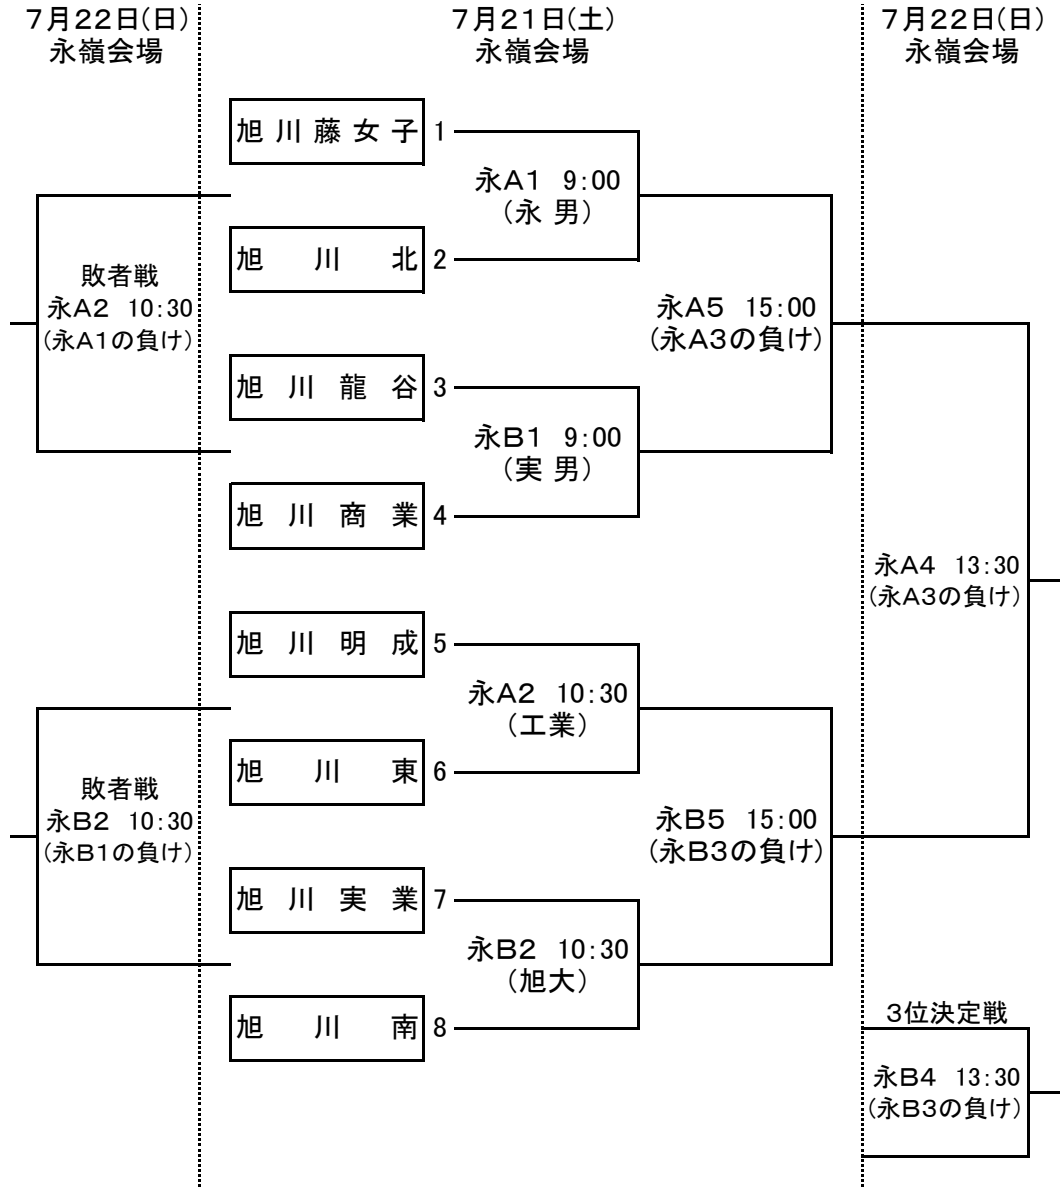 ７月２２日(日)
永嶺会場
７月２１日(土)
永嶺会場
７月２２日(日)
永嶺会場
旭川藤女子 1
永A１ 9:00
（永 男）
旭川北 2
敗者戦
永A２ 10:30
(永A１の負け)
永A５ 15:00
(永A３の負け)
旭川龍谷 3
永B１ 9:00
（実 男）
旭川商業 4
永A４ 13:30
(永A３の負け)
旭川明成 5
永A２ 10:30
（工業）
旭川東 6
敗者戦
永B２ 10:30
(永B１の負け)
永B５ 15:00
(永B３の負け)
旭川実業 7
永B２ 10:30
（旭大）
旭川南 8
３位決定戦
永B４ 13:30
(永B３の負け)